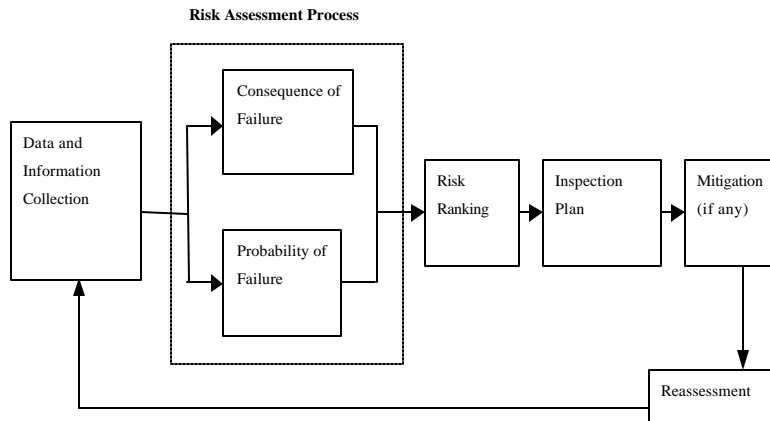 Risk Assessment Process
Data and
Information
Collection
Consequence of
Failure
Probability of
Failure
Risk
Ranking
Inspection
Plan
Mitigation
(if any)
Reassessment